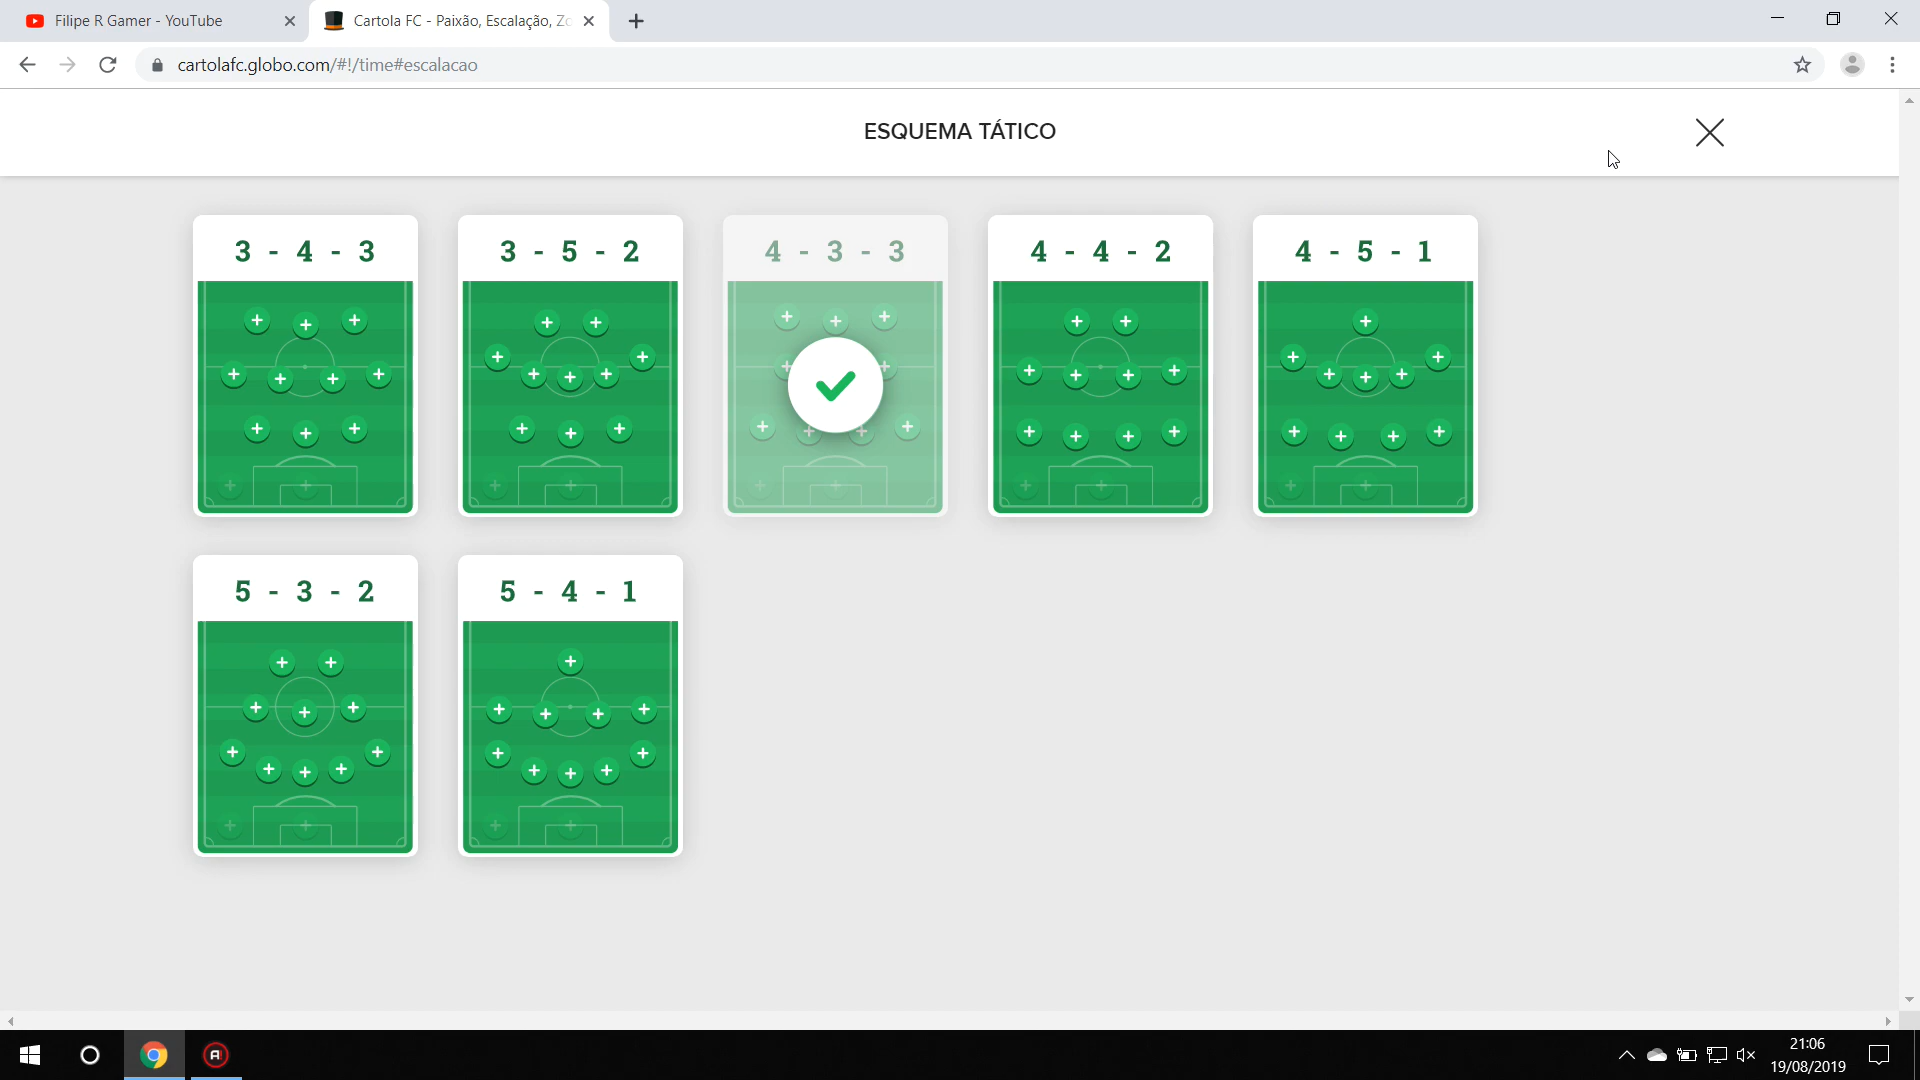 Filipe R Gamer - YouTube
Cartola FC - Paixão, Escalação, Zo
cartolafc.globo.com/#!/time#escalacao
ESQUEMA TÁTICO
3 - 4 - 3
3 - 5 - 2
4 - 3 - 3
4 - 4 - 2
4 - 5 - 1
5 - 3 - 2
5 - 4 - 1
21:06
19/08/2019